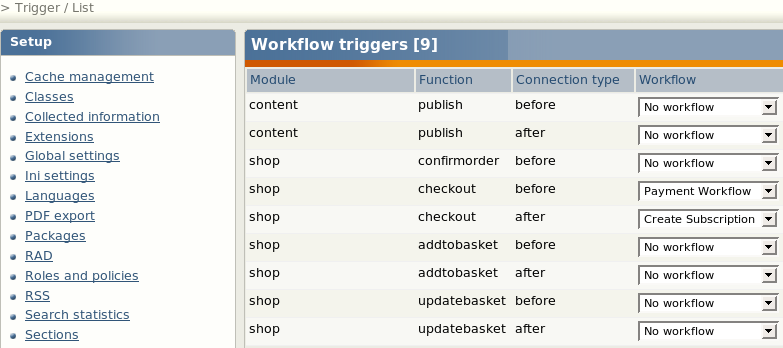 > Trigger / List
Setup
Cache management
Classes
Collected information
Extensions
Global settings
Ini settings
Languages
PDF export
Packages
RAD
Roles and policies
RSS
Search statistics
Sections
Workflow triggers [9]
Module Function Connection type Workflow
content publish before No workflow
content publish after No workflow
shop confirmorder before No workflow
shop checkout before Payment Workflow
shop checkout after Create Subscription
shop addtobasket before No workflow
shop addtobasket after No workflow
shop updatebasket before No workflow
shop updatebasket after No workflow